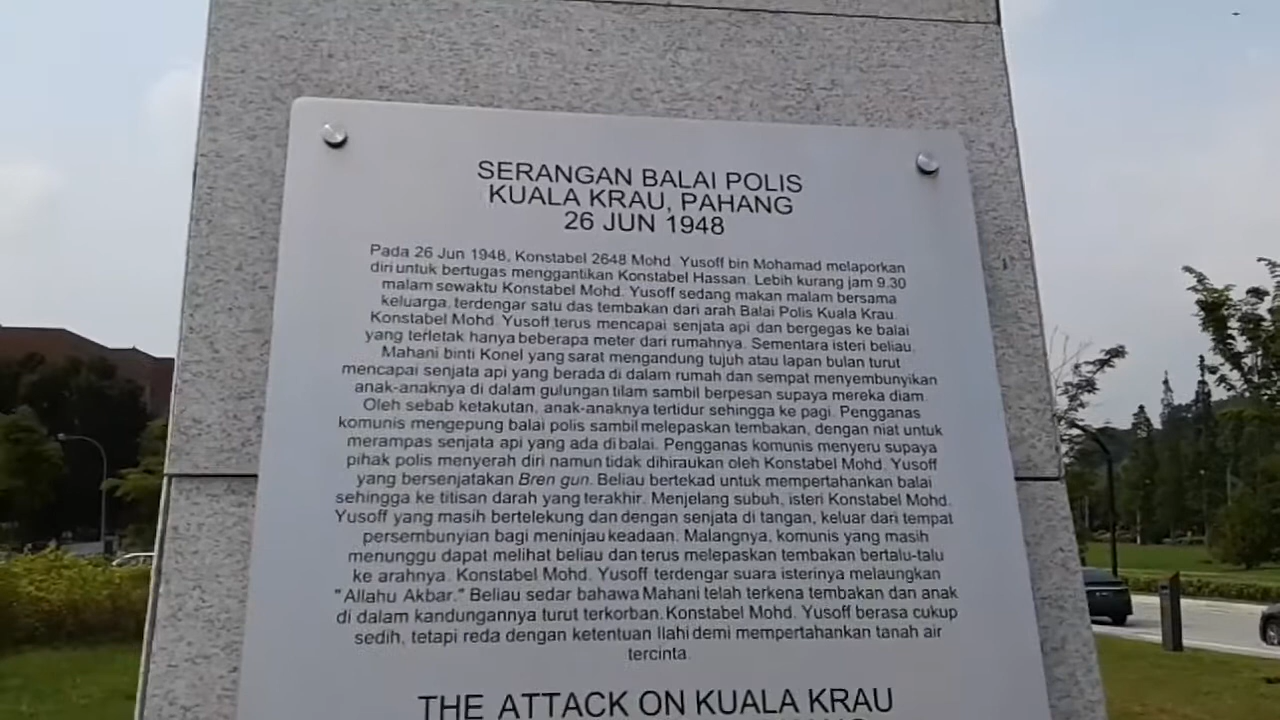 SERANGAN BALAI POLIS
KUALA KRAU, PAHANG
26 JUN 1948
Pada 26 Jun 1948, Konstabel 2648 Mohd. Yusoff bin Mohamad melaporkan
diri untuk bertugas menggantikan Konstabel Hassan. Lebih kurang jam 9.30
malam sewaktu Konstabel Mohd. Yusoff sedang makan malam bersama
keluarga, terdengar satu das tembakan dari arah Balai Polis Kuala Krau.
Konstabel Mohd. Yusoff terus mencapai senjata api dan bergegas ke balai
yang terletak hanya beberapa meter dari rumahnya. Sementara isteri beliau,
Mahani binti Konel yang sarat mengandung tujuh atau lapan bulan turut
mencapai senjata api yang berada di dalam rumah dan sempat menyembunyikan
anak-anaknya di dalam gulungan tilam sambil berpesan supaya mereka diam.
Oleh sebab ketakutan, anak-anaknya tertidur sehingga ke pagi. Pengganas
komunis mengepung balai polis sambil melepaskan tembakan, dengan niat untuk
merampas senjata api yang ada di balai. Pengganas komunis menyeru supaya
pihak polis menyerah diri namun tidak dihiraukan oleh Konstabel Mohd. Yusoff
yang bersenjatakan Bren gun. Beliau bertekad untuk mempertahankan balai
sehingga ke titisan darah yang terakhir. Menjelang subuh, isteri Konstabel Mohd.
Yusoff yang masih bertelekung dan dengan senjata di tangan, keluar dari tempat
persembunyian bagi meninjau keadaan. Malangnya, komunis yang masih
menunggu dapat melihat beliau dan terus melepaskan tembakan bertalu-talu
ke arahnya. Konstabel Mohd. Yusoff terdengar suara isterinya melaungkan
"Allahu Akbar." Beliau sedar bahawa Mahani telah terkena tembakan dan anak
di dalam kandungannya turut terkorban. Konstabel Mohd. Yusoff berasa cukup
sedih, tetapi reda dengan ketentuan Ilahi demi mempertahankan tanah air
tercinta.
THE ATTACK ON KUALA KRAU